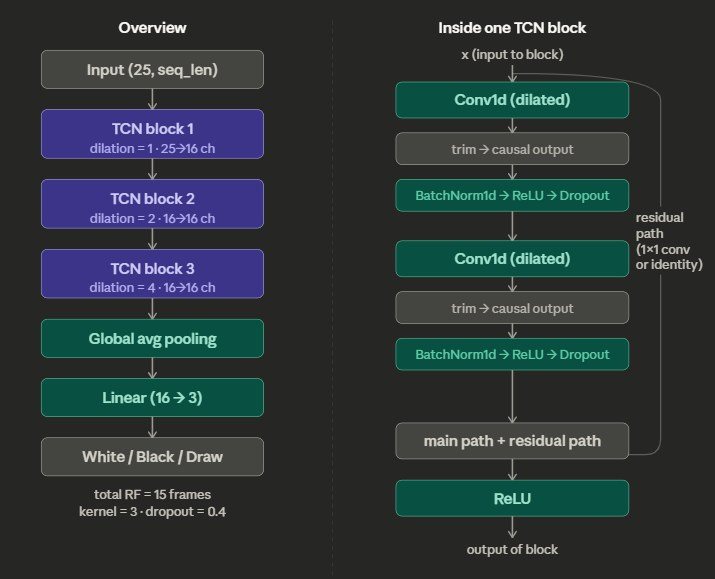 Overview
Input (25, seq_len)
TCN block 1
dilation = 1 · 25→16 ch
TCN block 2
dilation = 2 · 16→16 ch
TCN block 3
dilation = 4 · 16→16 ch
Global avg pooling
Linear (16 → 3)
White / Black / Draw
total RF = 15 frames
kernel = 3 · dropout = 0.4
Inside one TCN block
x (input to block)
Conv1d (dilated)
trim → causal output
BatchNorm1d → ReLU → Dropout
Conv1d (dilated)
trim → causal output
BatchNorm1d → ReLU → Dropout
residual
path
(1×1 conv
or identity)
main path + residual path
ReLU
output of block